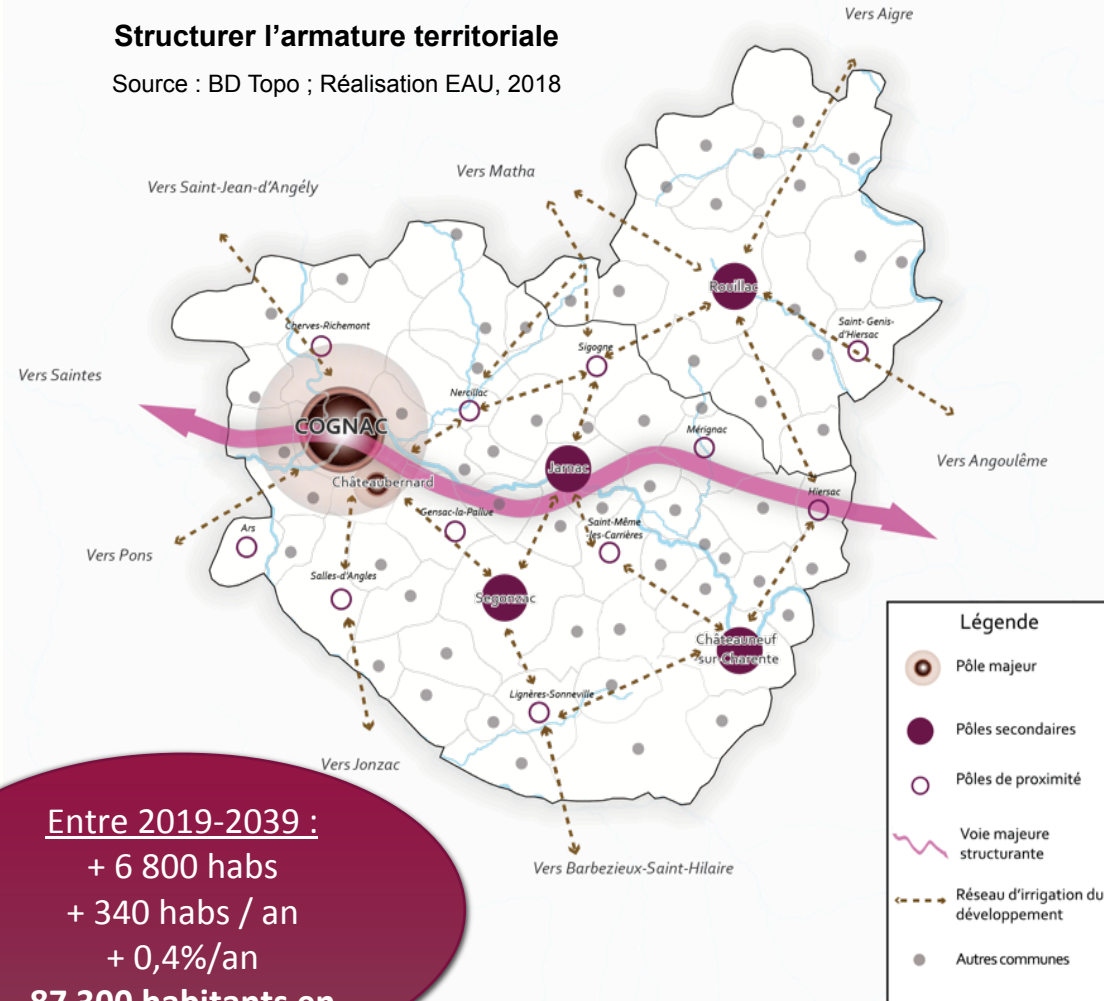 Structurer l'armature territoriale
Source : BD Topo ; Réalisation EAU, 2018
Vers Aigre
Vers Matha
Vers Saint-Jean-d'Angély
Rouillac
Cherves-Richemont
Saint- Genis-
d'Hiersac
Sigogne
Vers Saintes
Nercillac
COGNAC
Mérignac
Vers Angoulême
Jarnac
Châteaubernard
Hiersac
Gensac-la-Pallue
Saint-Même
-les-Carrières
Ars
Vers Pons
Salles-d'Angles
Segonzac
Châteauneuf
-sur-Charente
Lignères-Sonneville
Vers Jonzac
Vers Barbezieux-Saint-Hilaire
Légende
Pôle majeur
Pôles secondaires
Pôles de proximité
Voie majeure
structurante
Réseau d'irrigation du
développement
Autres communes
Entre 2019-2039 :
+ 6 800 habs
+ 340 habs / an
+ 0,4%/an
87 300 habitants en